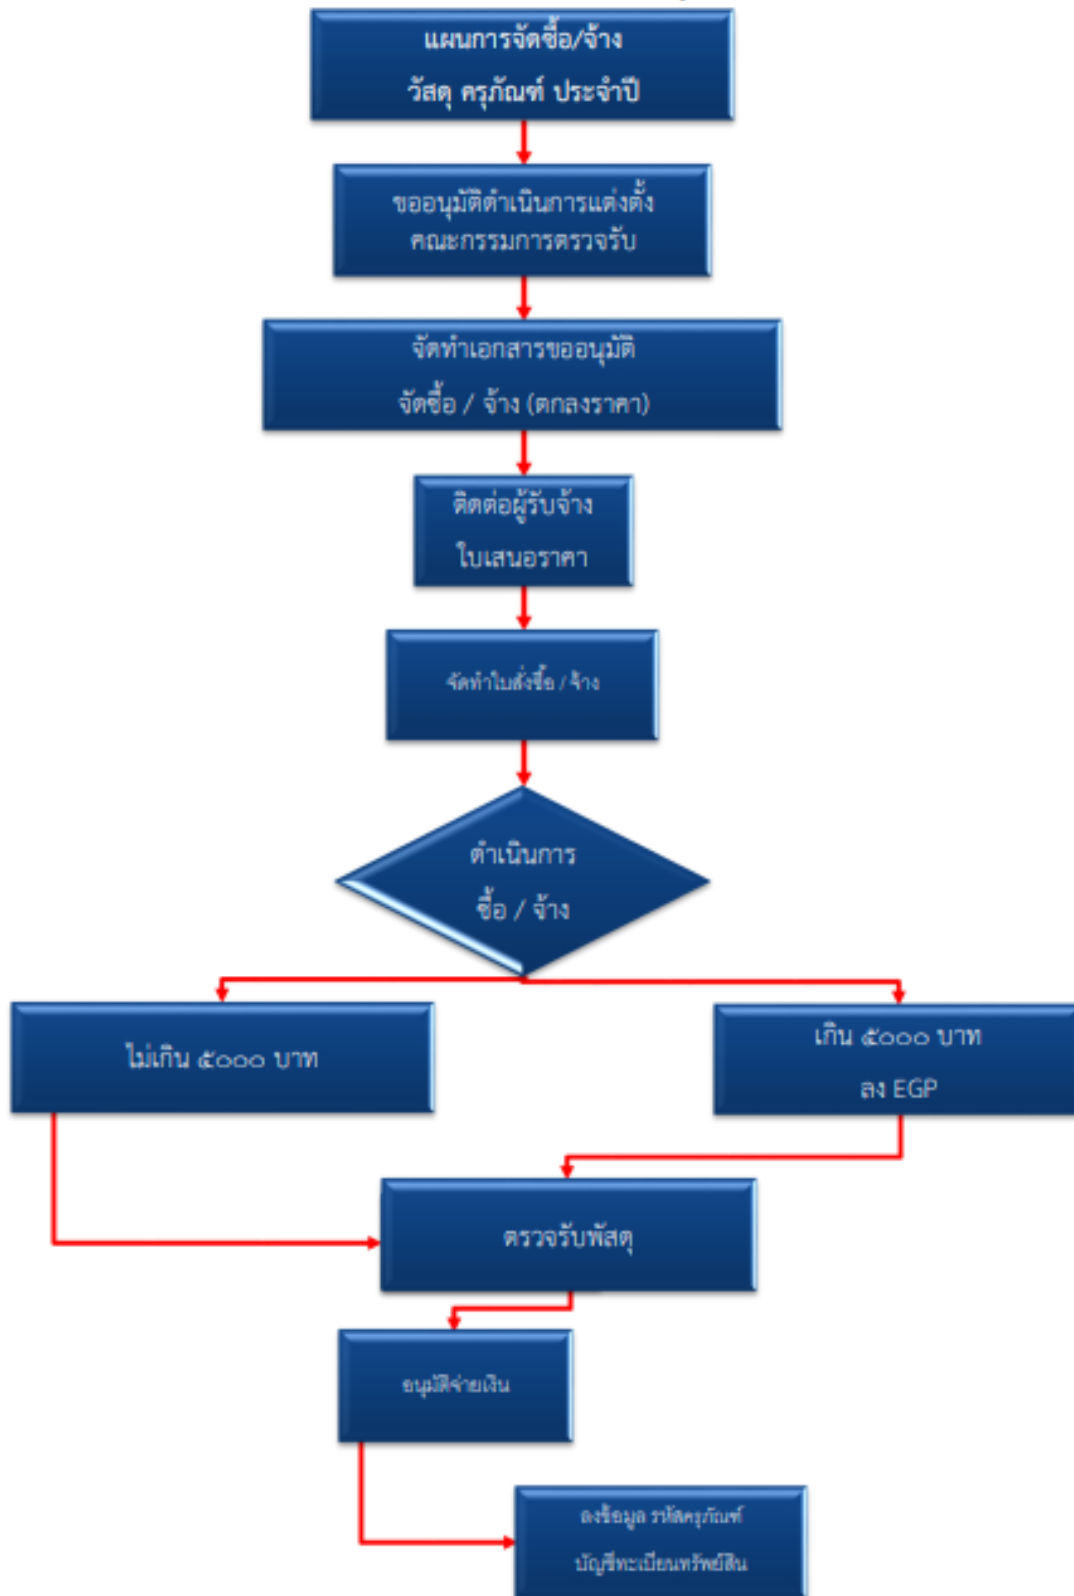 แผนการจัดซื้อ/จ้าง
วัสดุ ครุภัณฑ์ ประจำปี
ขออนุมัติดำเนินการแต่งตั้ง
คณะกรรมการตรวจรับ
จัดทำเอกสารขออนุมัติ
จัดซื้อ / จ้าง (ตกลงราคา)
ติดต่อผู้รับจ้าง
ใบเสนอราคา
จัดทำใบสั่งซื้อ / จ้าง
ดำเนินการ
ซื้อ / จ้าง
ไม่เกิน ๕๐๐๐ บาท
เกิน ๕๐๐๐ บาท
ลง EGP
ตรวจรับพัสดุ
อนุมัติจ่ายเงิน
ลงข้อมูล รหัสครุภัณฑ์
บัญชีทะเบียนทรัพย์สิน